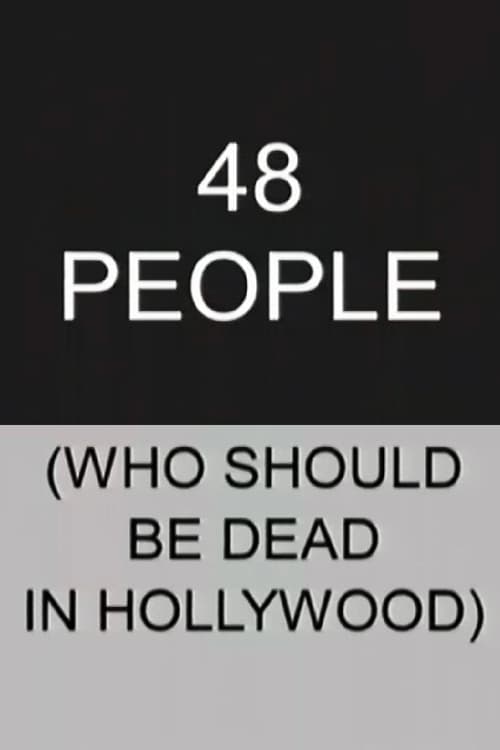 48
PEOPLE
(WHO SHOULD
BE DEAD
IN HOLLYWOOD)